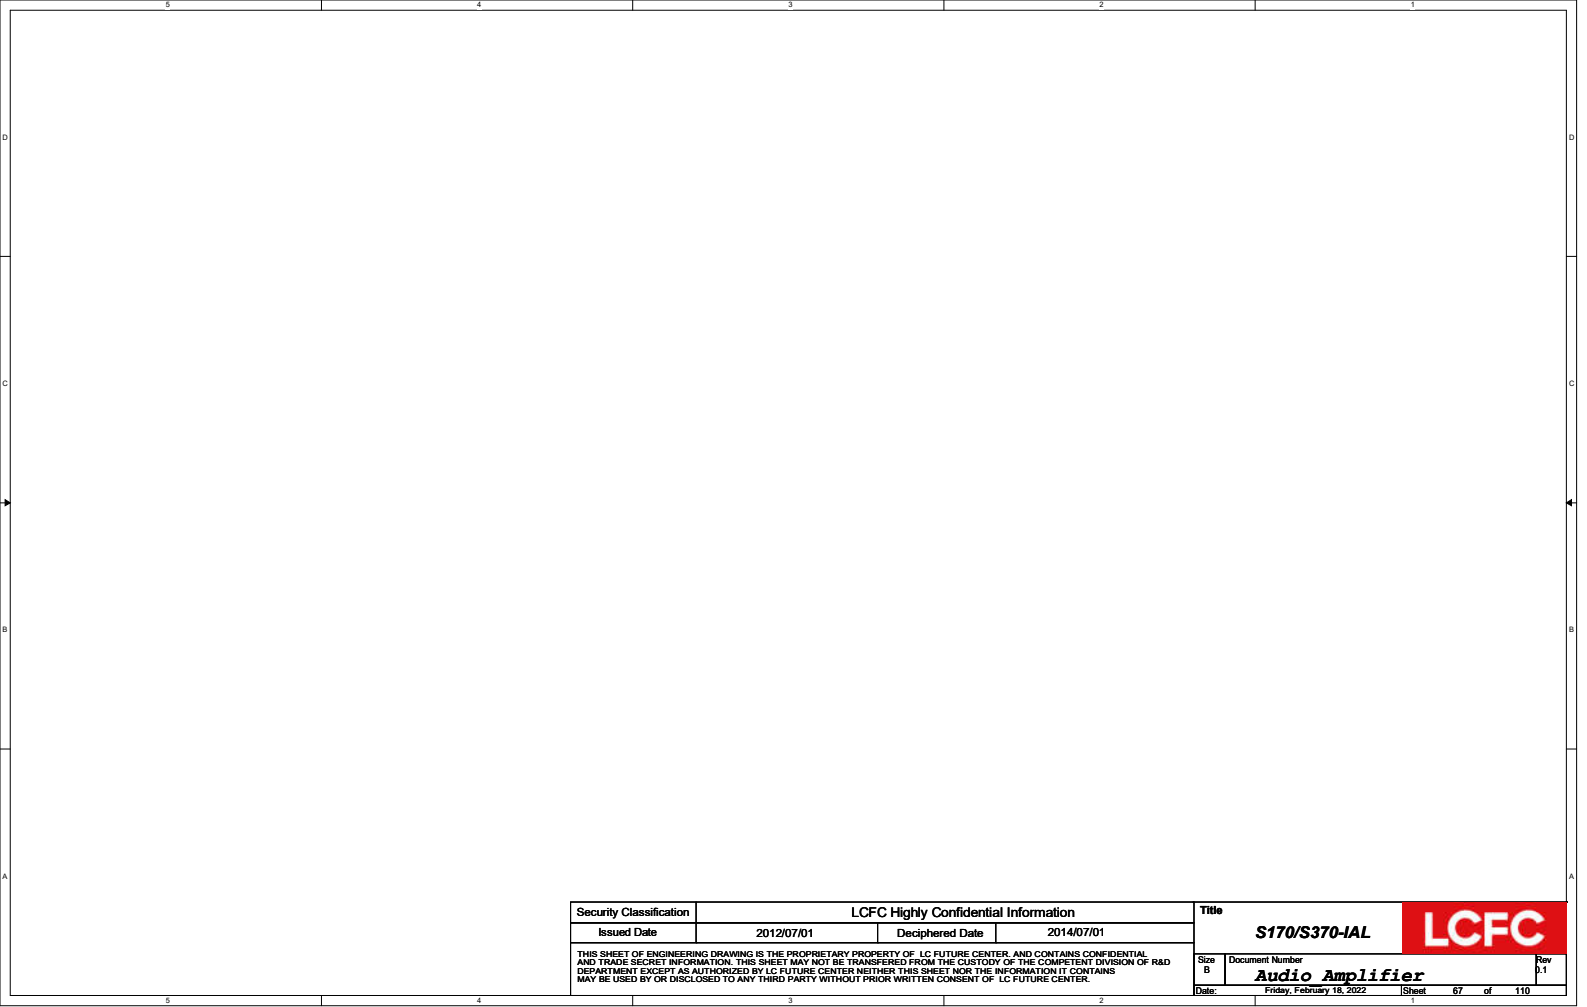 5 4 3 2 1
D D
C C
B B
A A
Security Classification LCFC Highly Confidential Information
Issued Date 2012/07/01 Deciphered Date 2014/07/01
THIS SHEET OF ENGINEERING DRAWING IS THE PROPRIETARY PROPERTY OF LC FUTURE CENTER. AND CONTAINS CONFIDENTIAL
AND TRADE SECRET INFORMATION. THIS SHEET MAY NOT BE TRANSFERED FROM THE CUSTODY OF THE COMPETENT DIVISION OF R&D
DEPARTMENT EXCEPT AS AUTHORIZED BY LC FUTURE CENTER NEITHER THIS SHEET NOR THE INFORMATION IT CONTAINS
MAY BE USED BY OR DISCLOSED TO ANY THIRD PARTY WITHOUT PRIOR WRITTEN CONSENT OF LC FUTURE CENTER.
Title
S170/S370-IAL
LCFC
Size Document Number Rev
B Audio_Amplifier 0.1
Date: Friday, February 18, 2022 Sheet 67 of 110
5 4 3 2 1